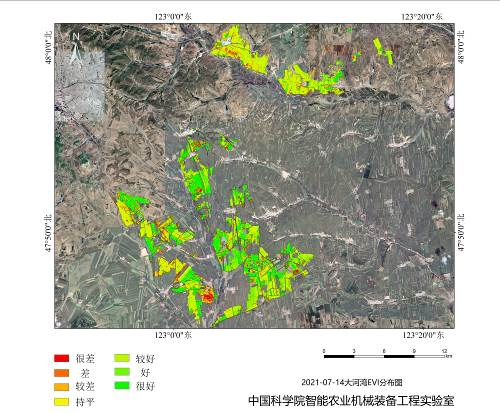 123°0'0"东 123°20'0"东
48°0'0"北 48°0'0"北
N
47°50'0"北 47°50'0"北
123°0'0"东 123°20'0"东
很差 较好
差 好
较差 很好
持平
0 3 6 9 12
km
2021-07-14大河湾EVI分布图
中国科学院智能农业机械装备工程实验室